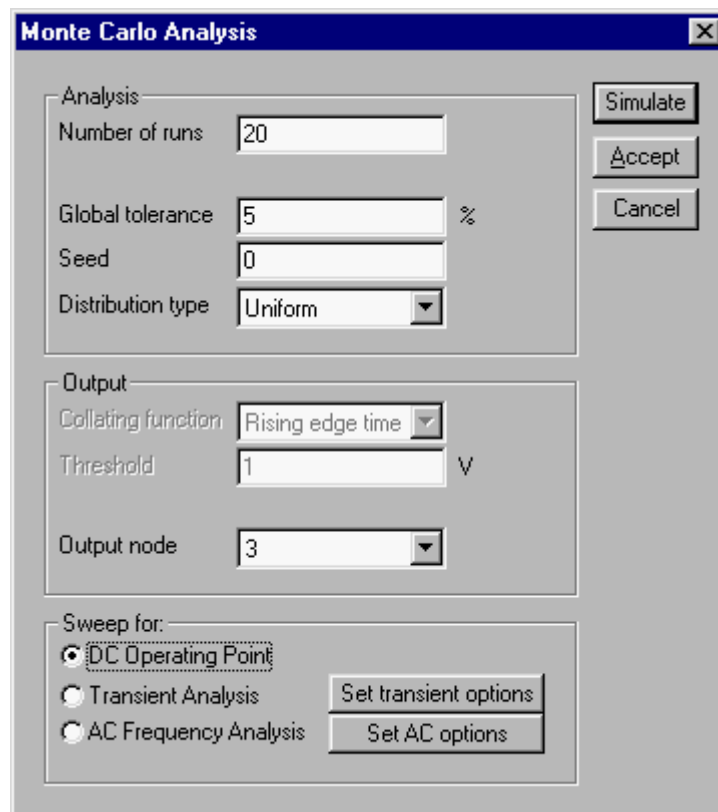 Monte Carlo Analysis
Analysis
Number of runs 20
Global tolerance 5 %
Seed 0
Distribution type Uniform
Simulate
Accept
Cancel
Output
Collating function Rising edge time
Threshold 1 V
Output node 3
Sweep for:
DC Operating Point
Transient Analysis Set transient options
AC Frequency Analysis Set AC options